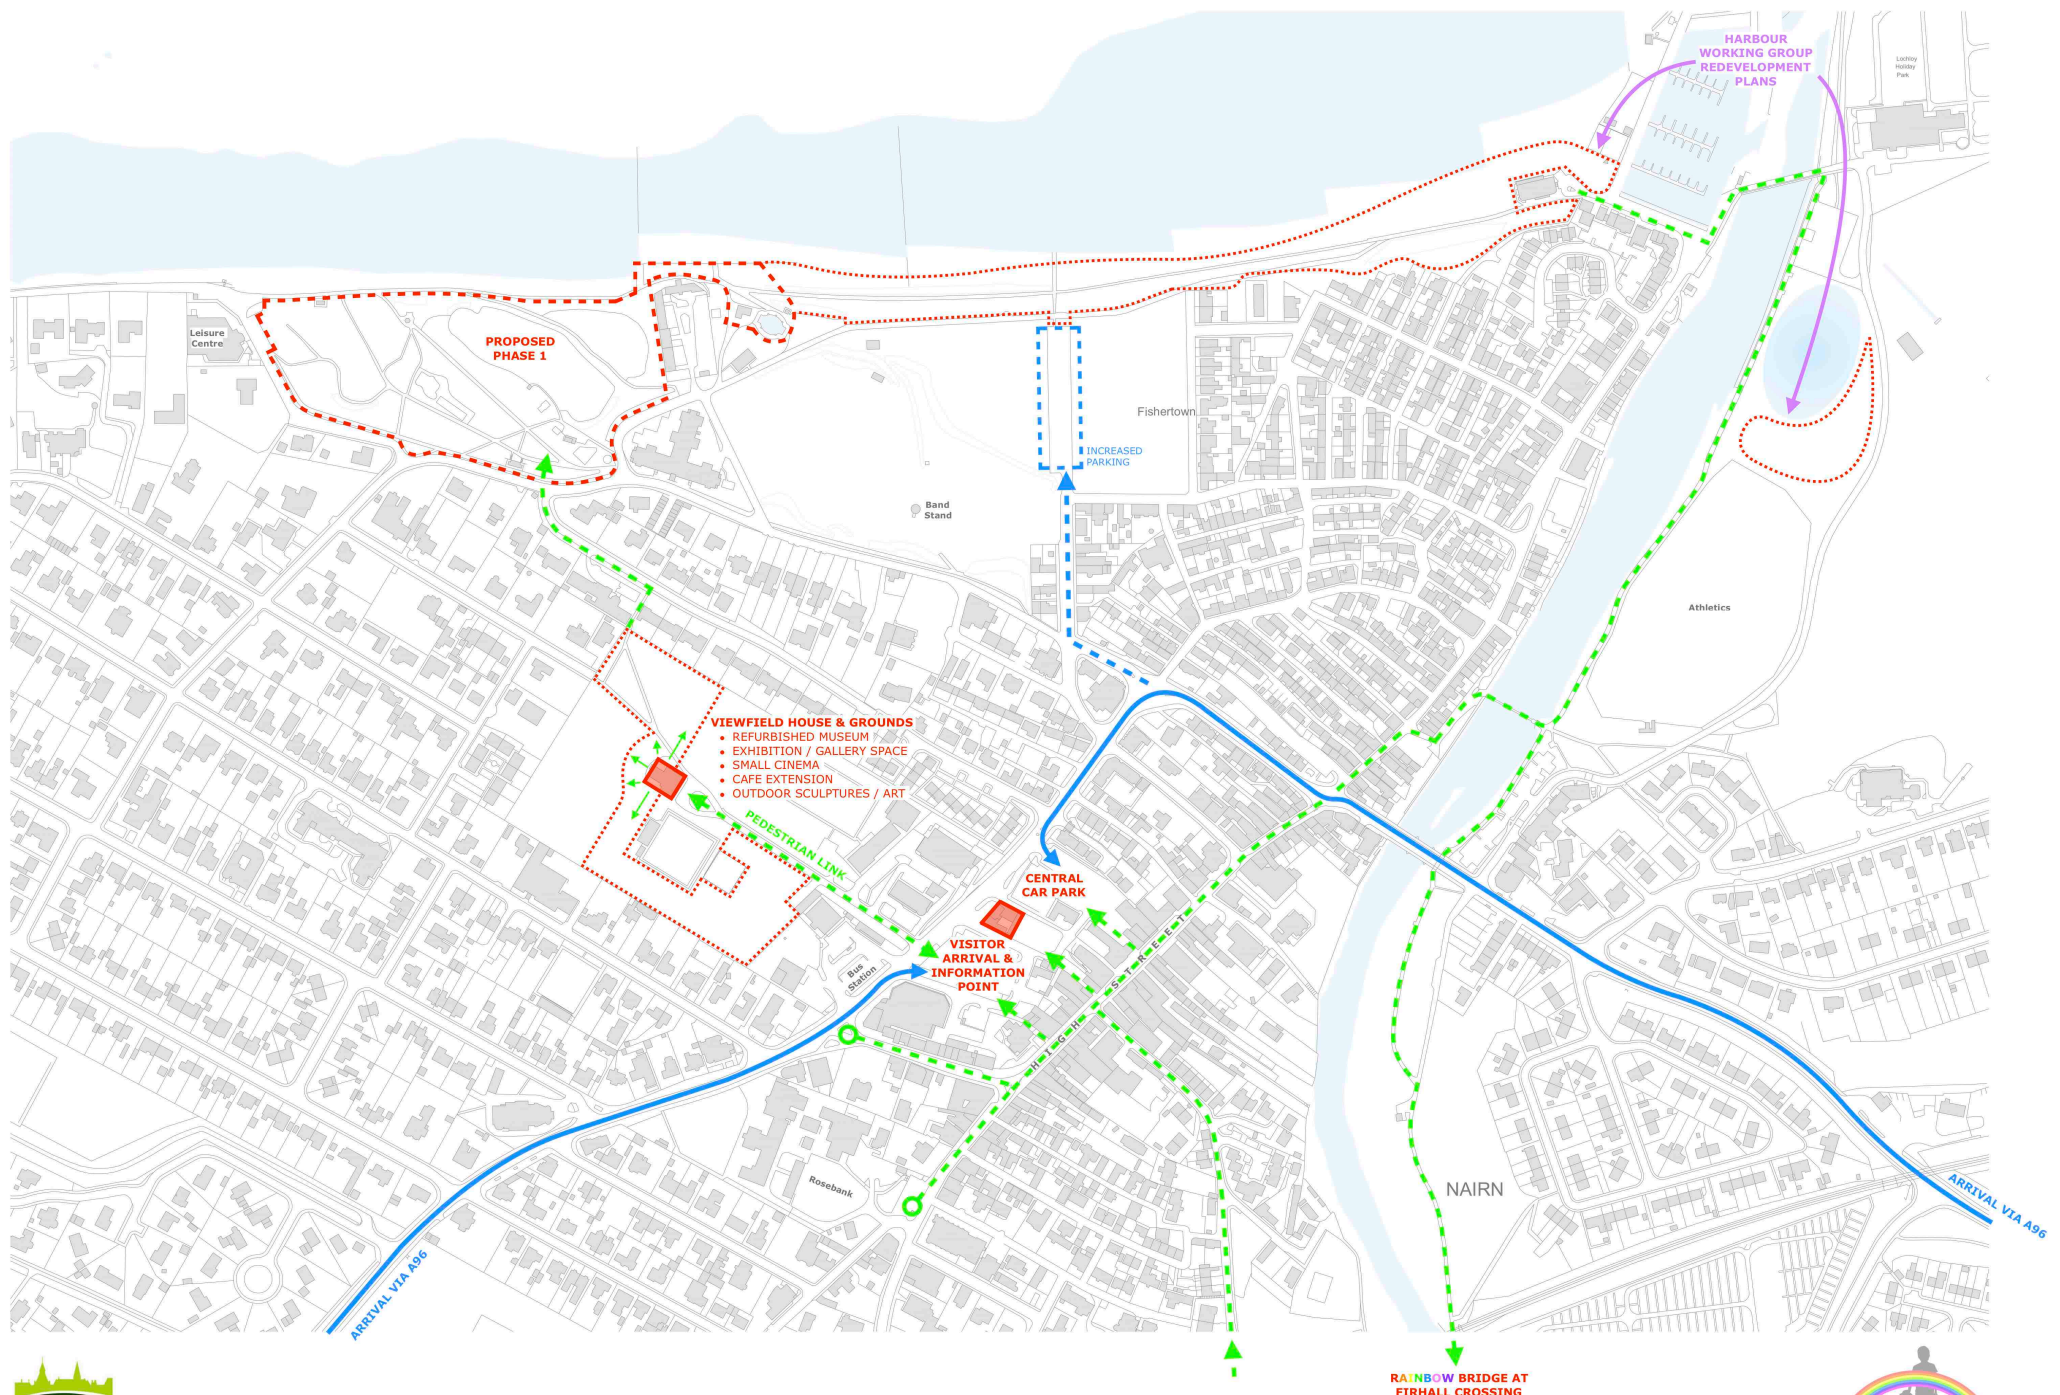 HARBOUR
WORKING GROUP
REDEVELOPMENT
PLANS
Lochloy
Holiday
Park
Leisure
Centre
PROPOSED
PHASE 1
Fishertown
INCREASED
PARKING
Band
Stand
Athletics
VIEWFIELD HOUSE & GROUNDS
• REFURBISHED MUSEUM
• EXHIBITION / GALLERY SPACE
• SMALL CINEMA
• CAFE EXTENSION
• OUTDOOR SCULPTURES / ART
PEDESTRIAN LINK
CENTRAL
CAR PARK
VISITOR
ARRIVAL &
INFORMATION
POINT
Bus
Station
HIGH STREET
Rosebank
NAIRN
ARRIVAL VIA A96
ARRIVAL VIA A96
RAINBOW BRIDGE AT
FIRHALL CROSSING